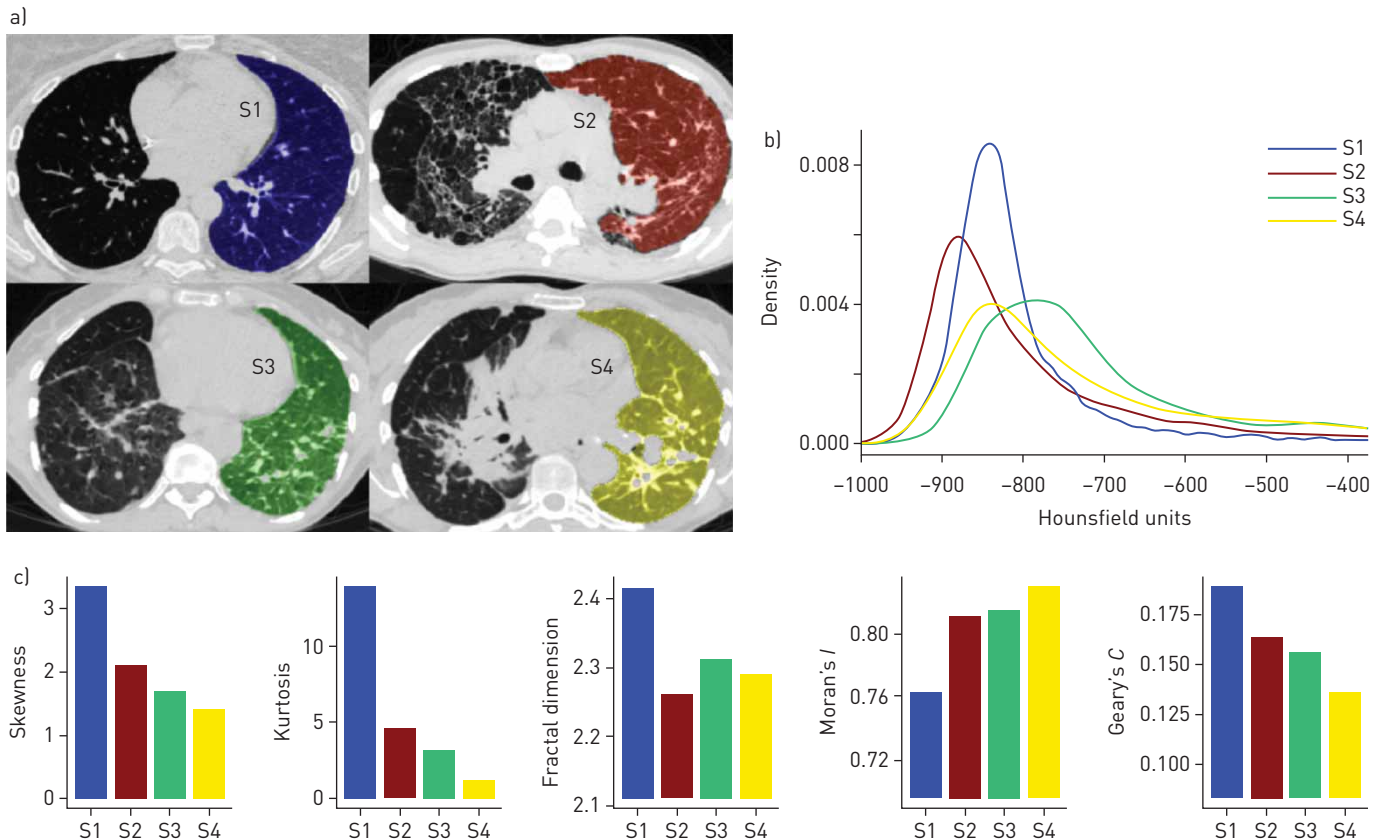 a)
S1
S2
S3
S4
b)
Density
0.008
0.004
0.000
–1000 –900 –800 –700 –600 –500 –400
Hounsfield units
S1
S2
S3
S4
c)
Skewness
3
2
1
0
S1 S2 S3 S4
Kurtosis
10
5
0
S1 S2 S3 S4
Fractal dimension
2.4
2.3
2.2
2.1
S1 S2 S3 S4
Moran's I
0.80
0.76
0.72
S1 S2 S3 S4
Geary's C
0.175
0.150
0.125
0.100
S1 S2 S3 S4